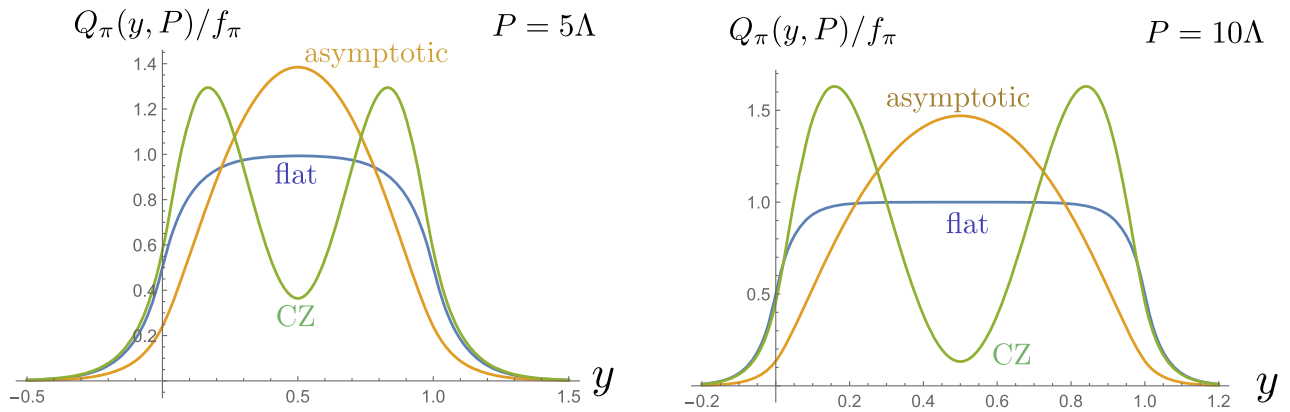 Q_π(y, P)/f_π
P = 5Λ
asymptotic
1.4
1.2
1.0
0.8
0.6
0.4
0.2
flat
CZ
−0.5
0.5
1.0
1.5
y
Q_π(y, P)/f_π
P = 10Λ
asymptotic
1.5
1.0
0.5
flat
CZ
−0.2
0.2
0.4
0.6
0.8
1.0
1.2
y